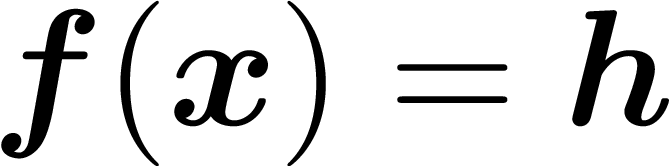 f(x) = h